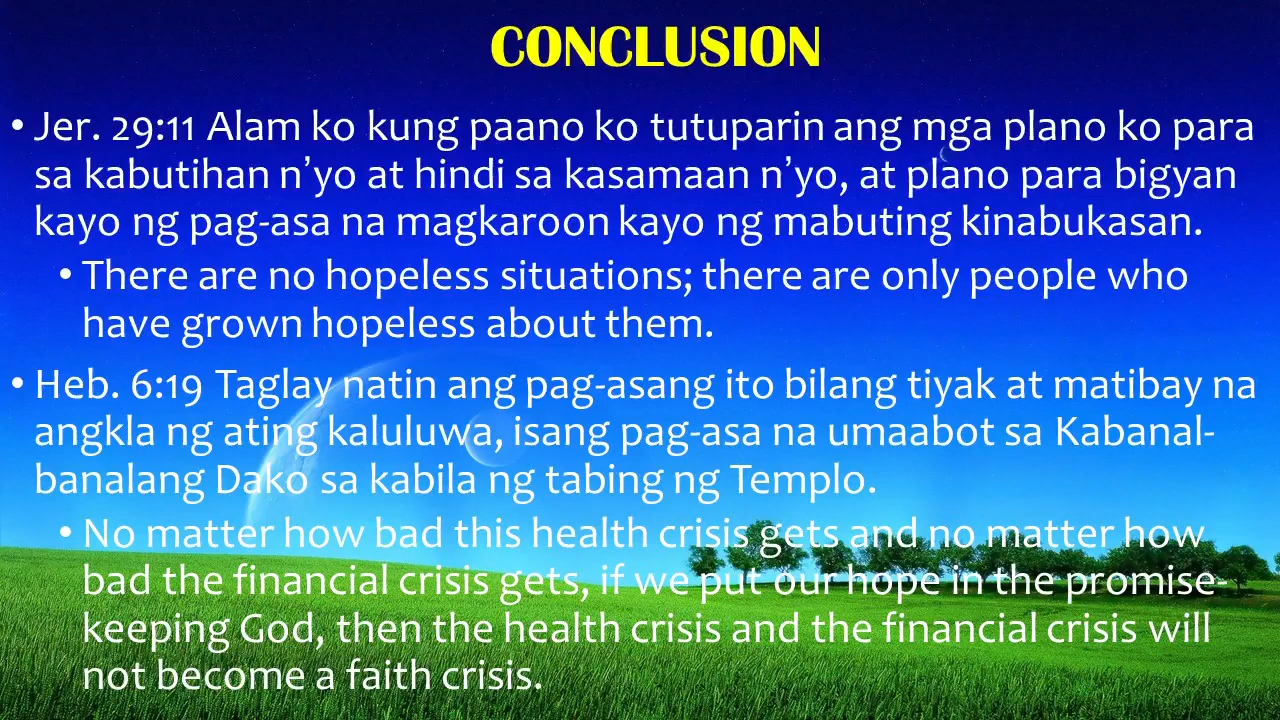 CONCLUSION
• Jer. 29:11 Alam ko kung paano ko tutuparin ang mga plano ko para
sa kabutihan n’yo at hindi sa kasamaan n’yo, at plano para bigyan
kayo ng pag-asa na magkaroon kayo ng mabuting kinabukasan.
• There are no hopeless situations; there are only people who
have grown hopeless about them.
• Heb. 6:19 Taglay natin ang pag-asang ito bilang tiyak at matibay na
angkla ng ating kaluluwa, isang pag-asa na umaabot sa Kabanal-
banalang Dako sa kabila ng tabing ng Templo.
• No matter how bad this health crisis gets and no matter how
bad the financial crisis gets, if we put our hope in the promise-
keeping God, then the health crisis and the financial crisis will
not become a faith crisis.